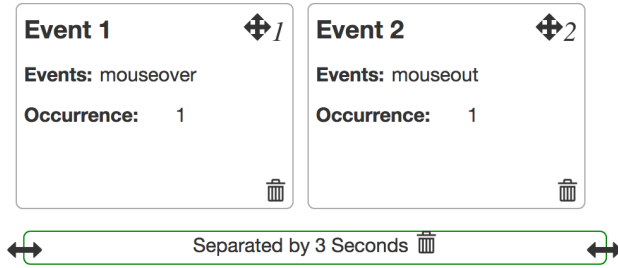 Event 1 1
Events: mouseover
Occurrence: 1
Event 2 2
Events: mouseout
Occurrence: 1
Separated by 3 Seconds